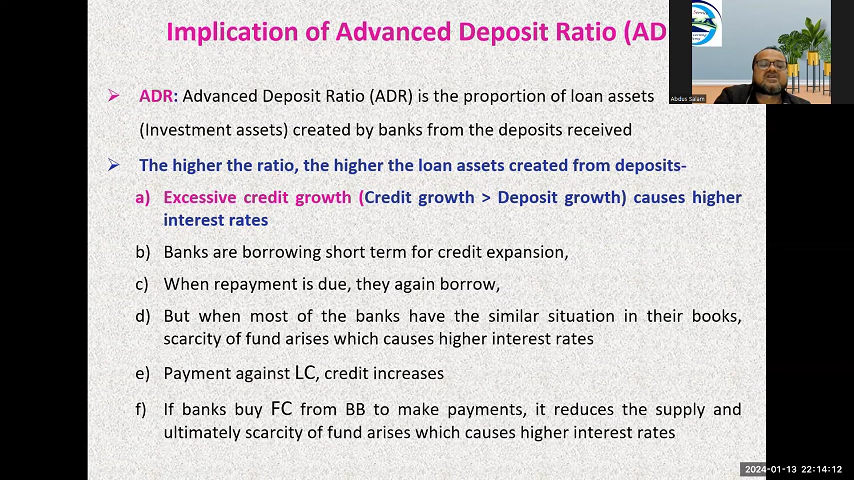 Implication of Advanced Deposit Ratio (AD
Abdus Salam
➢ ADR: Advanced Deposit Ratio (ADR) is the proportion of loan assets
(Investment assets) created by banks from the deposits received
➢ The higher the ratio, the higher the loan assets created from deposits-
a) Excessive credit growth (Credit growth > Deposit growth) causes higher
interest rates
b) Banks are borrowing short term for credit expansion,
c) When repayment is due, they again borrow,
d) But when most of the banks have the similar situation in their books,
scarcity of fund arises which causes higher interest rates
e) Payment against LC, credit increases
f) If banks buy FC from BB to make payments, it reduces the supply and
ultimately scarcity of fund arises which causes higher interest rates
2024-01-13 22:14:12